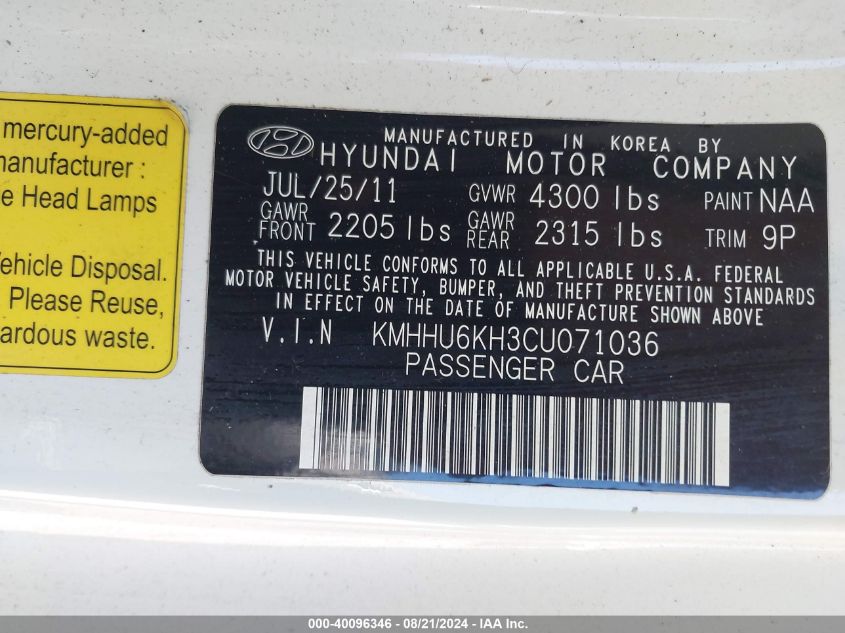 mercury-added
manufacturer :
e Head Lamps
Vehicle Disposal.
Please Reuse,
ardous waste.
MANUFACTURED IN KOREA BY
HYUNDAI MOTOR COMPANY
JUL/25/11 GVWR 4300 lbs PAINT NAA
GAWR FRONT 2205 lbs GAWR REAR 2315 lbs TRIM 9P
THIS VEHICLE CONFORMS TO ALL APPLICABLE U.S.A. FEDERAL
MOTOR VEHICLE SAFETY, BUMPER, AND THEFT PREVENTION STANDARDS
IN EFFECT ON THE DATE OF MANUFACTURE SHOWN ABOVE
V.I.N KMHHU6KH3CU071036
PASSENGER CAR
000-40096346 - 08/21/2024 - IAA Inc.